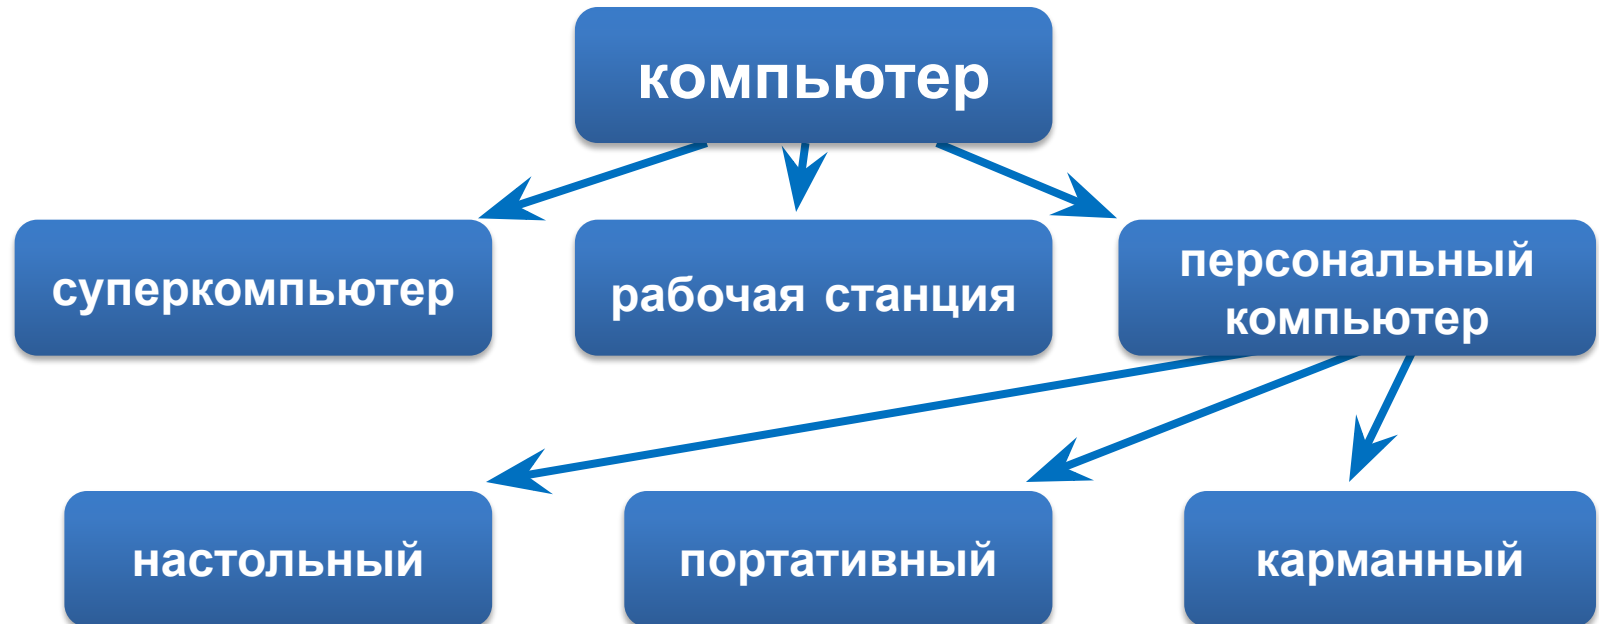 компьютер
суперкомпьютер
рабочая станция
персональный
компьютер
настольный
портативный
карманный